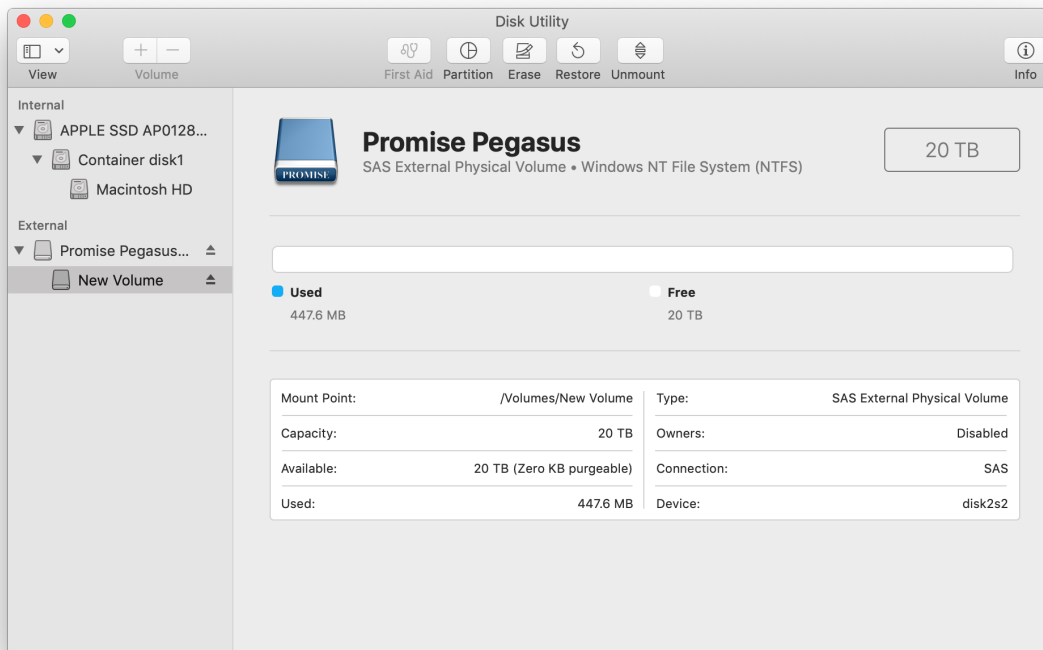 Disk Utility
View
Volume
First Aid
Partition
Erase
Restore
Unmount
Info
Internal
APPLE SSD AP0128...
Container disk1
Macintosh HD
External
Promise Pegasus...
New Volume
PROMISE
Promise Pegasus
SAS External Physical Volume • Windows NT File System (NTFS)
20 TB
Used
447.6 MB
Free
20 TB
Mount Point: /Volumes/New Volume
Capacity: 20 TB
Available: 20 TB (Zero KB purgeable)
Used: 447.6 MB
Type: SAS External Physical Volume
Owners: Disabled
Connection: SAS
Device: disk2s2